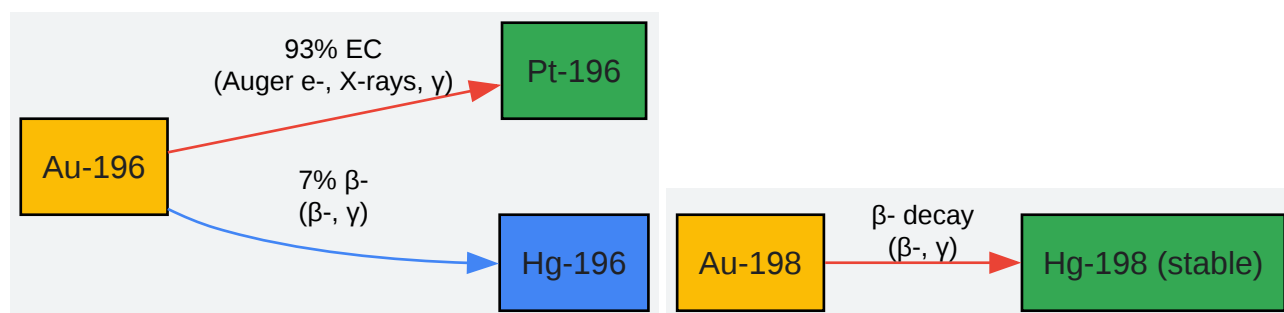 93% EC
(Auger e-, X-rays, γ)
Pt-196
Au-196
7% β-
(β-, γ)
Hg-196
Au-198
β- decay
(β-, γ)
Hg-198 (stable)